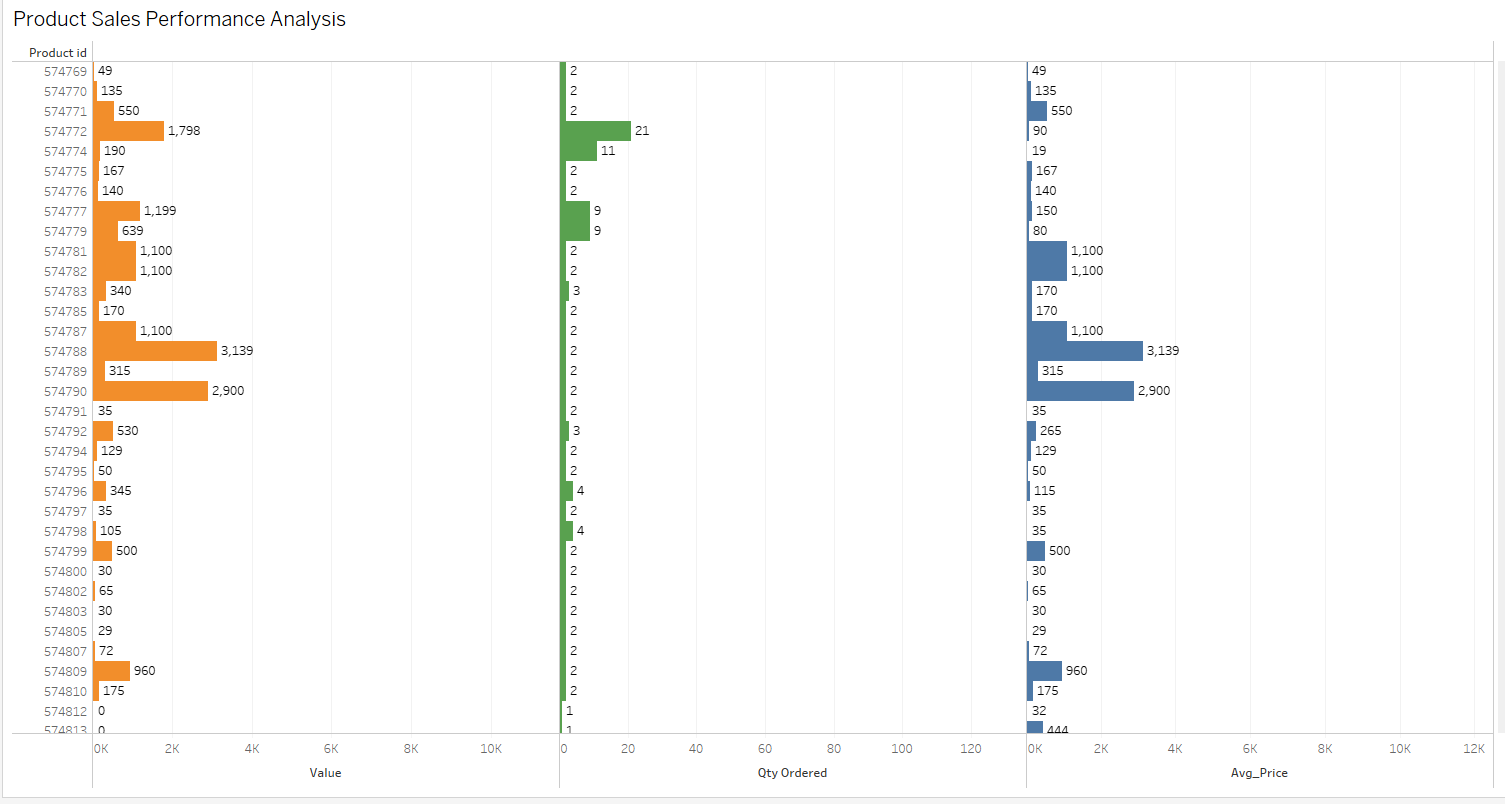 Product Sales Performance Analysis
Product id
574769 49 2 49
574770 135 2 135
574771 550 2 550
574772 1,798 21 90
574774 190 11 19
574775 167 2 167
574776 140 2 140
574777 1,199 9 150
574779 639 9 80
574781 1,100 2 1,100
574782 1,100 2 1,100
574783 340 3 170
574785 170 2 170
574787 1,100 2 1,100
574788 3,139 2 3,139
574789 315 2 315
574790 2,900 2 2,900
574791 35 2 35
574792 530 3 265
574794 129 2 129
574795 50 2 50
574796 345 4 115
574797 35 2 35
574798 105 4 35
574799 500 2 500
574800 30 2 30
574802 65 2 65
574803 30 2 30
574805 29 2 29
574807 72 2 72
574809 960 2 960
574810 175 2 175
574812 0 1 32
574813 0 1 444
0K 2K 4K 6K 8K 10K 0 20 40 60 80 100 120 0K 2K 4K 6K 8K 10K 12K
Value Qty Ordered Avg_Price